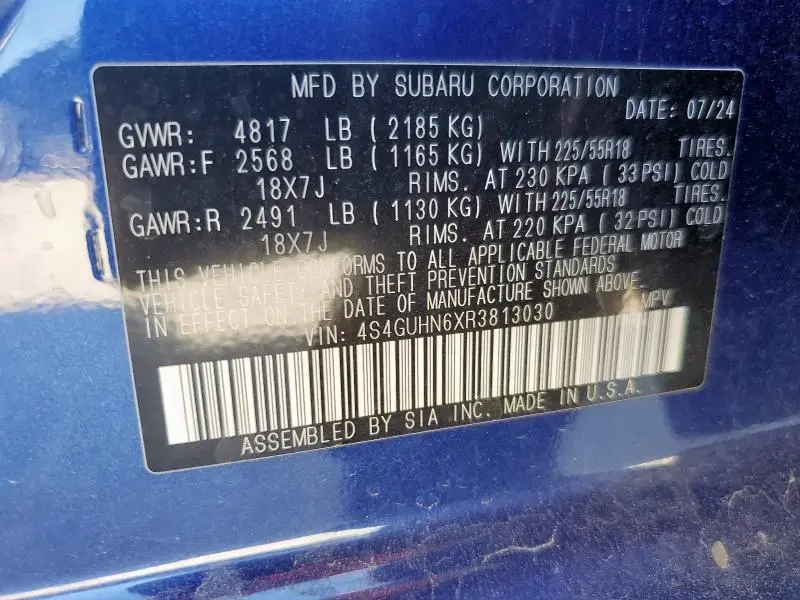 MFD BY SUBARU CORPORATION
DATE: 07/24
GVWR: 4817 LB (2185 KG)
GAWR:F 2568 LB (1165 KG) WITH 225/55R18 TIRES.
18X7J RIMS. AT 230 KPA (33 PSI) COLD
GAWR:R 2491 LB (1130 KG) WITH 225/55R18 TIRES.
18X7J RIMS. AT 220 KPA (32 PSI) COLD
THIS VEHICLE CONFORMS TO ALL APPLICABLE FEDERAL MOTOR
VEHICLE SAFETY AND THEFT PREVENTION STANDARDS
IN EFFECT ON THE DATE OF MANUFACTURE SHOWN ABOVE.
VIN: 4S4GUHN6XR3813030 MPV
ASSEMBLED BY SIA INC. MADE IN U.S.A.